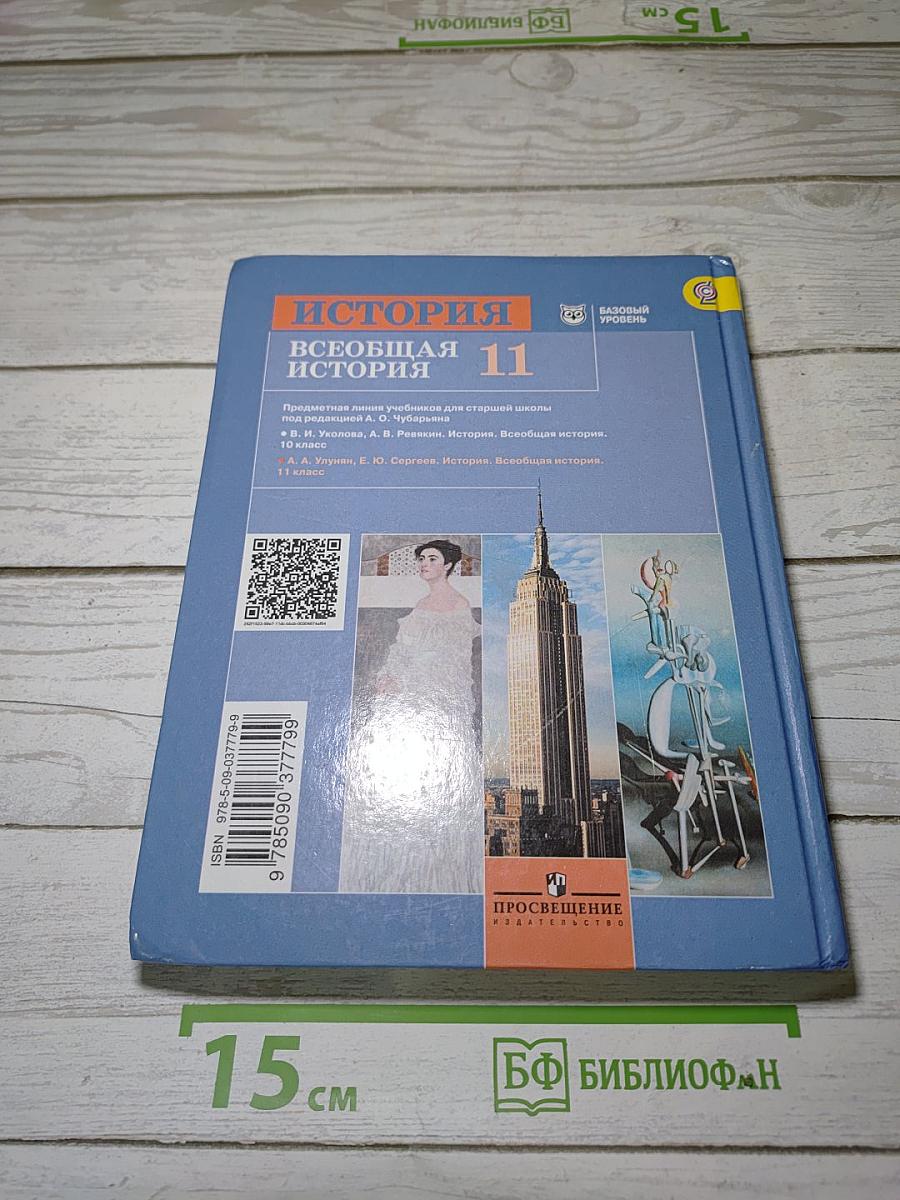 15 см
БФ БИБЛИОФАН
ИСТОРИЯ
БАЗОВЫЙ
УРОВЕНЬ
ВСЕОБЩАЯ
ИСТОРИЯ
11
Предметная линия учебников для старшей школы
под редакцией А. О. Чубарьяна
• В. И. Уколова, А. В. Ревякин. История. Всеобщая история.
10 класс
• А. А. Улунян, Е. Ю. Сергеев. История. Всеобщая история.
11 класс
ISBN 978-5-09-037779-9
9 785090 377799
ИП
ПРОСВЕЩЕНИЕ
ИЗДАТЕЛЬСТВО
15 см
БФ БИБЛИОФАН